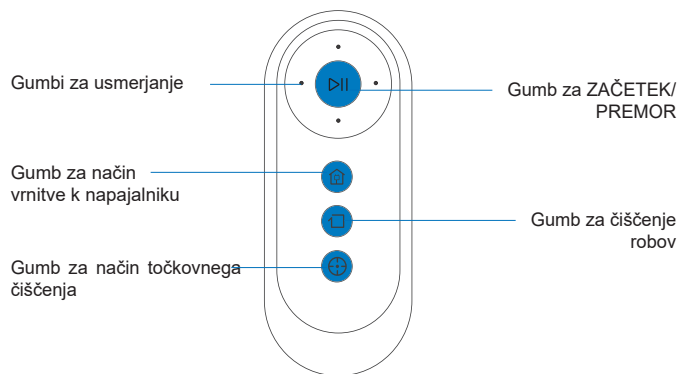 Gumbi za usmerjanje
Gumb za ZAČETEK/
PREMOR
Gumb za način
vrnitve k napajalniku
Gumb za čiščenje
robov
Gumb za način točkovnega
čiščenja